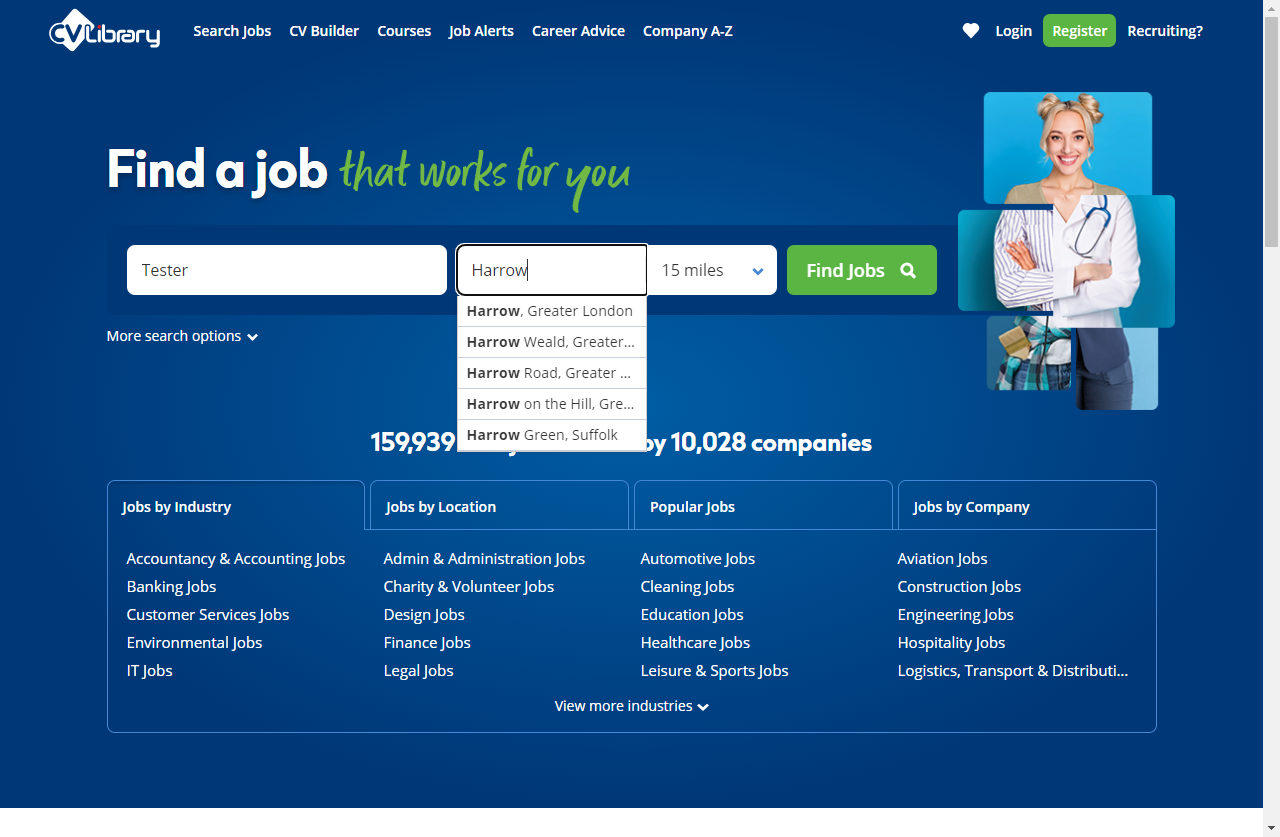 CVLibrary
Search Jobs CV Builder Courses Job Alerts Career Advice Company A-Z Login Register Recruiting?
Find a job that works for you
Tester Harrow 15 miles Find Jobs
Harrow, Greater London
More search options
Harrow Weald, Greater...
Harrow Road, Greater ...
Harrow on the Hill, Gre...
Harrow Green, Suffolk
159,939 by 10,028 companies
Jobs by Industry Jobs by Location Popular Jobs Jobs by Company
Accountancy & Accounting Jobs Admin & Administration Jobs Automotive Jobs Aviation Jobs
Banking Jobs Charity & Volunteer Jobs Cleaning Jobs Construction Jobs
Customer Services Jobs Design Jobs Education Jobs Engineering Jobs
Environmental Jobs Finance Jobs Healthcare Jobs Hospitality Jobs
IT Jobs Legal Jobs Leisure & Sports Jobs Logistics, Transport & Distributi...
View more industries